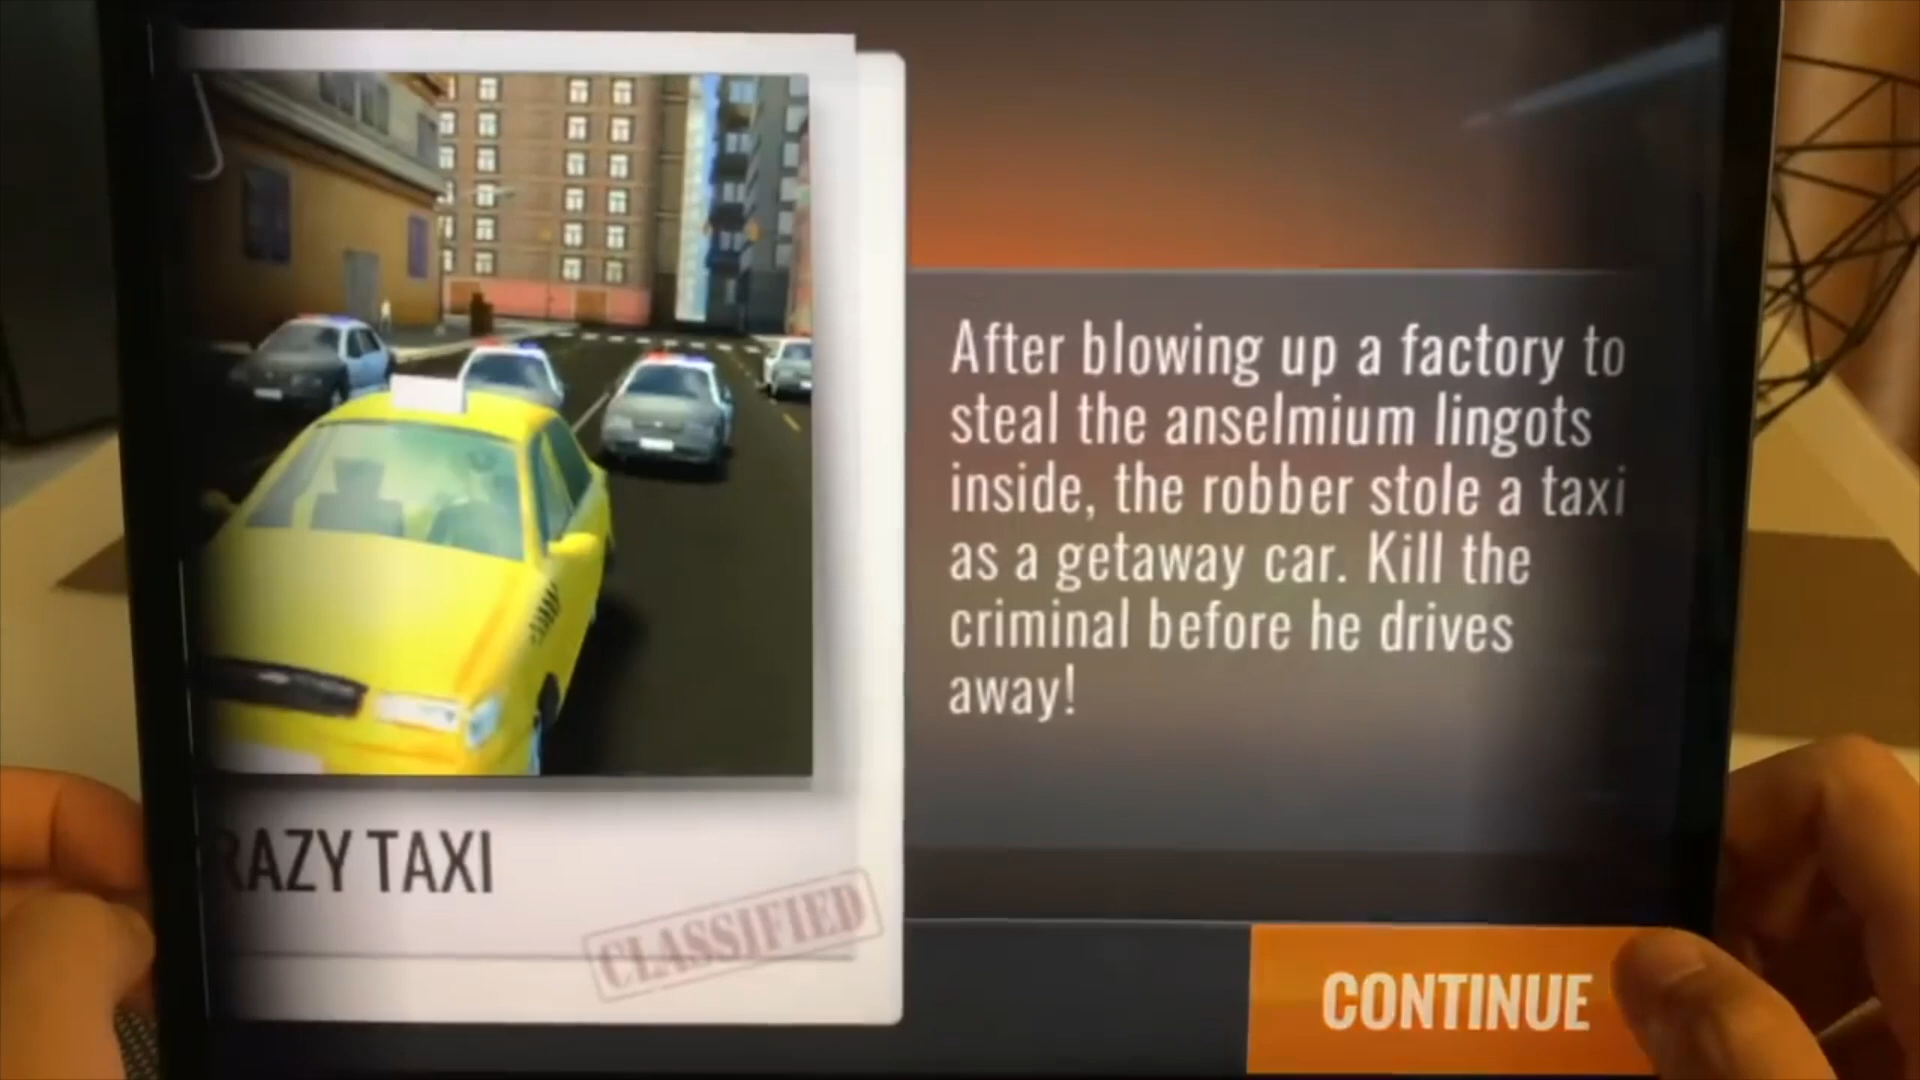 After blowing up a factory to
steal the anselmium lingots
inside, the robber stole a taxi
as a getaway car. Kill the
criminal before he drives
away!
RAZY TAXI
CLASSIFIED
CONTINUE